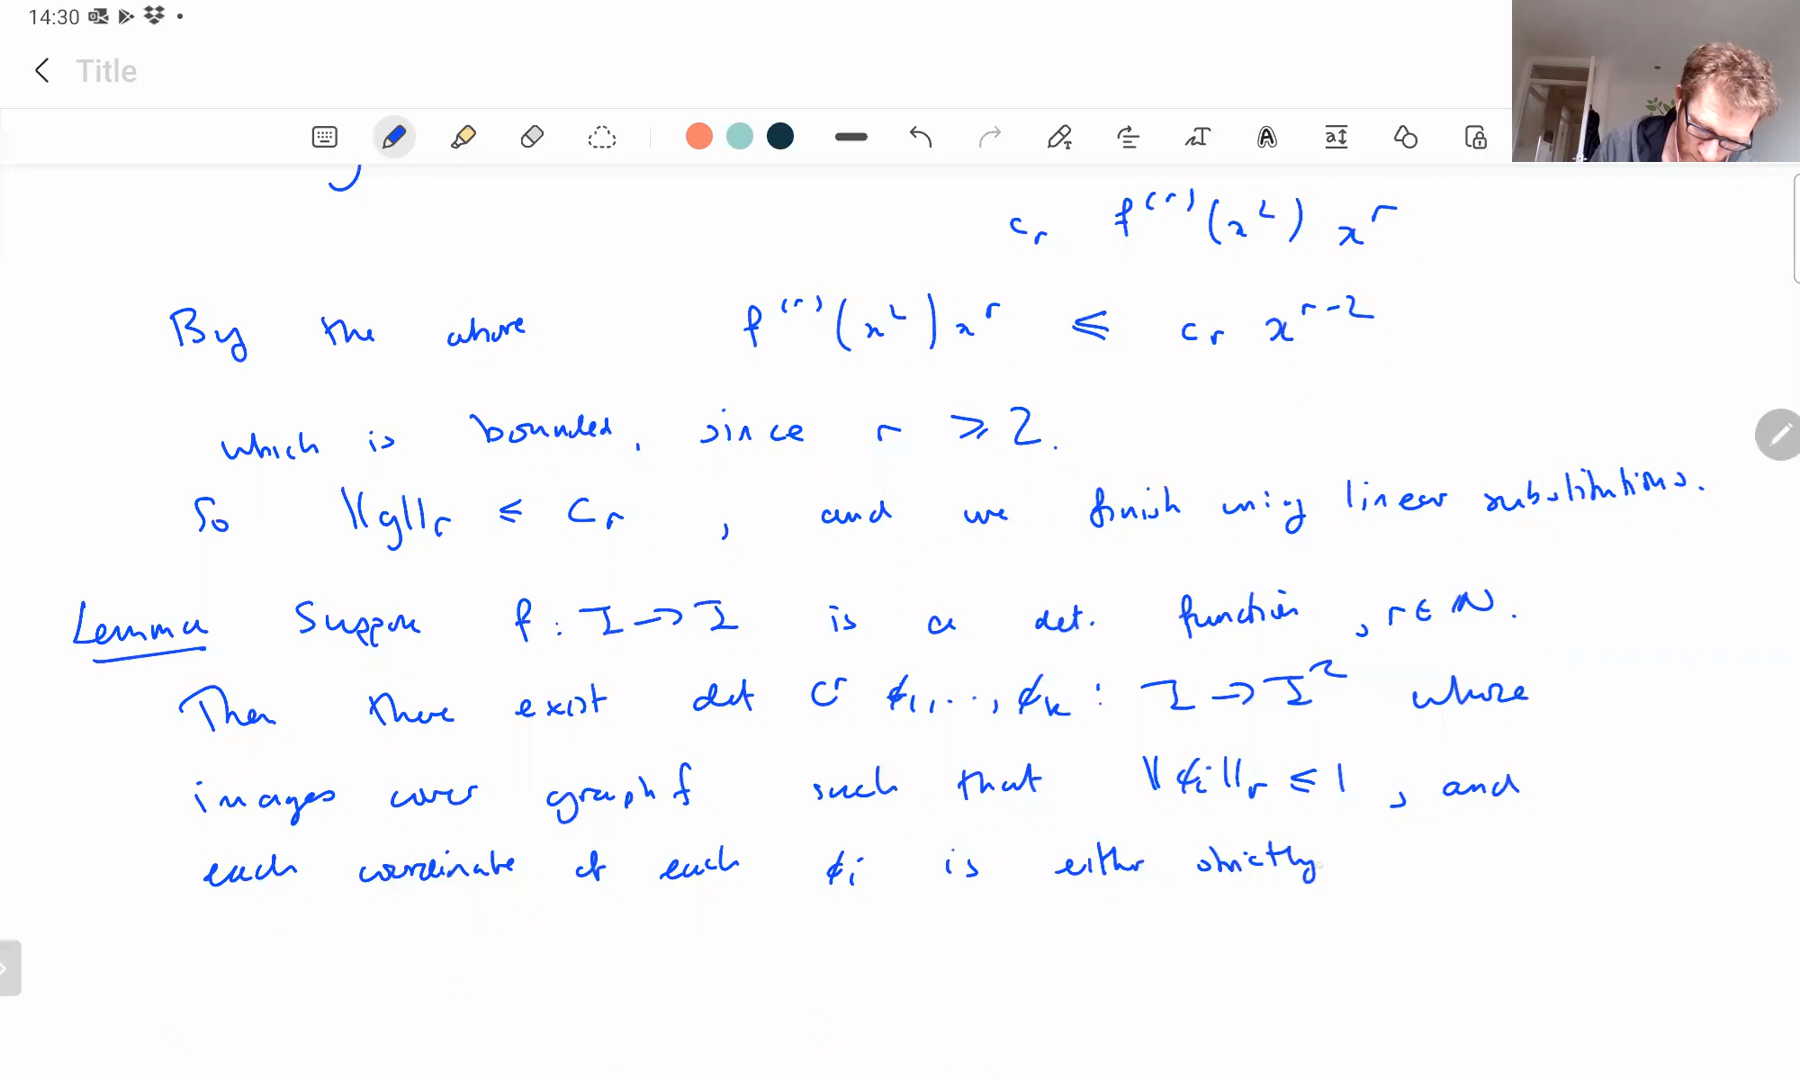 14:30
Title
c_r f^{(r)}(x^2) x^r
By the above f^{(r)}(x^2) x^r ⩽ c_r x^{r-2}
which is bounded, since r ⩾ 2.
So ||g||_r ⩽ C_r , and we finish using linear substitutions.
Lemma Suppose f : I → I is a def. function, r ∈ ℕ.
Then there exist def C^r ϕ_1, ..., ϕ_k : I → I^2 whose
images cover graph f such that ||ϕ_i||_r ⩽ 1 , and
each coordinate of each ϕ_i is either strictly